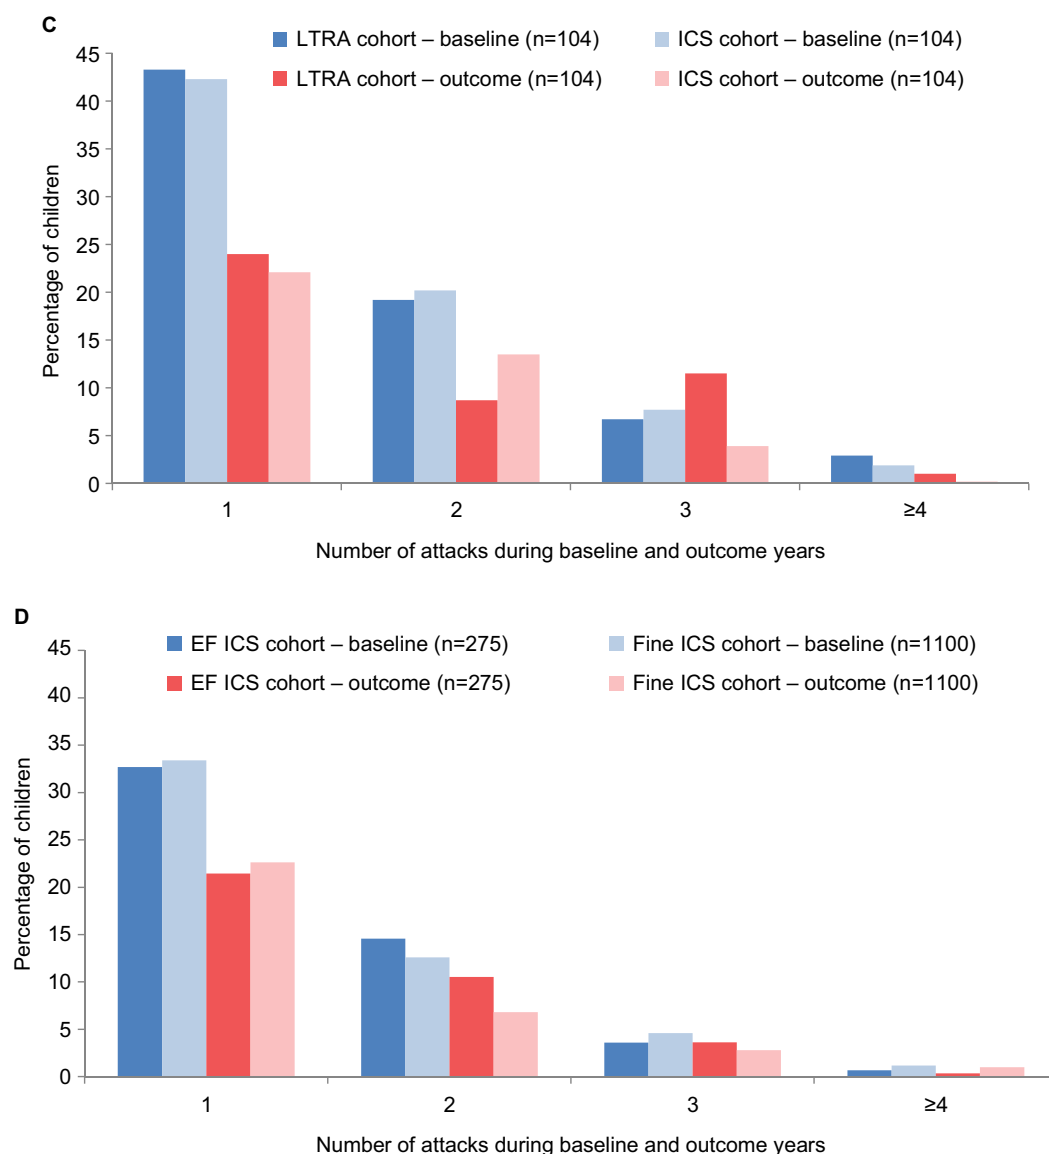 C
LTRA cohort – baseline (n=104)
ICS cohort – baseline (n=104)
LTRA cohort – outcome (n=104)
ICS cohort – outcome (n=104)
Percentage of children
45
40
35
30
25
20
15
10
5
0
1 2 3 ≥4
Number of attacks during baseline and outcome years
D
EF ICS cohort – baseline (n=275)
Fine ICS cohort – baseline (n=1100)
EF ICS cohort – outcome (n=275)
Fine ICS cohort – outcome (n=1100)
Percentage of children
45
40
35
30
25
20
15
10
5
0
1 2 3 ≥4
Number of attacks during baseline and outcome years